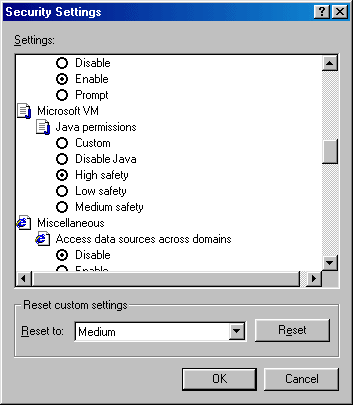 Security Settings
Settings:
Disable
Enable
Prompt
Microsoft VM
Java permissions
Custom
Disable Java
High safety
Low safety
Medium safety
Miscellaneous
Access data sources across domains
Disable
Enable
Reset custom settings
Reset to: Medium Reset
OK Cancel